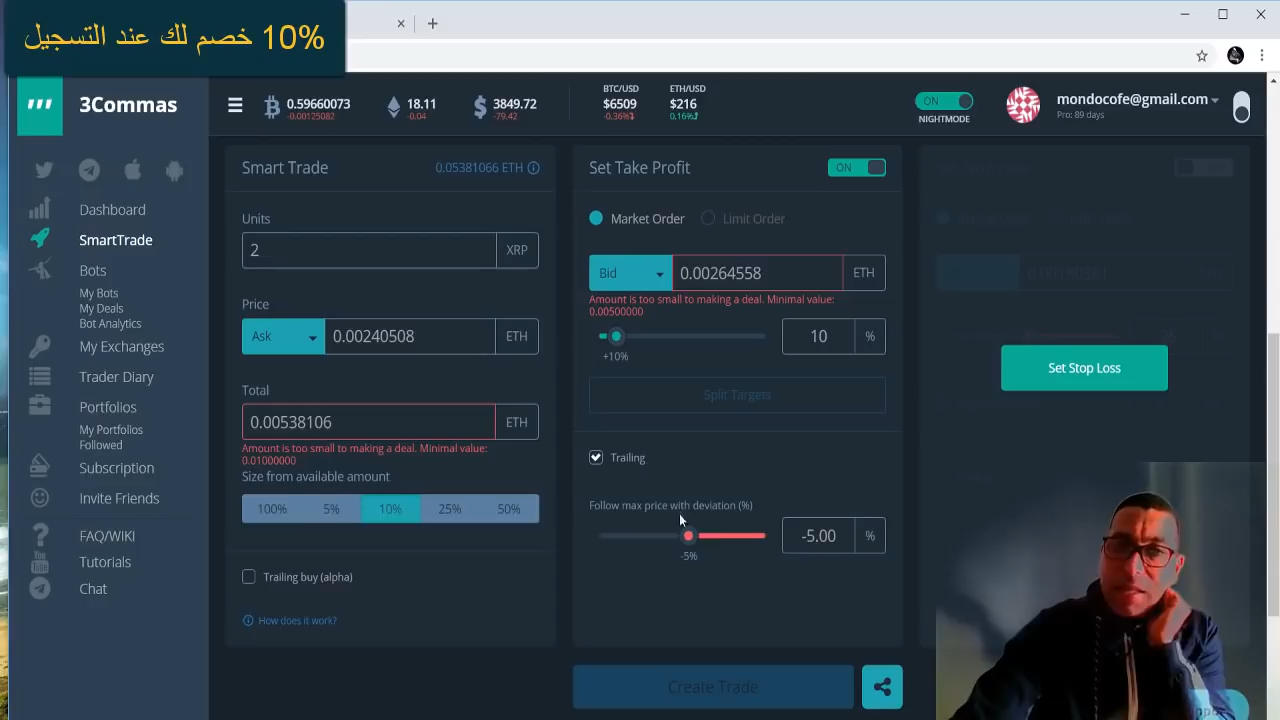 10% خصم لك عند التسجيل
3Commas
0.59660073
-0.00125082
18.11
-0.04
3849.72
-79.42
BTC/USD
$6509
-0.36%
ETH/USD
$216
0.16%
ON
NIGHTMODE
mondocofe@gmail.com
Pro: 89 days
Dashboard
SmartTrade
Bots
My Bots
My Deals
Bot Analytics
My Exchanges
Trader Diary
Portfolios
My Portfolios
Followed
Subscription
Invite Friends
FAQ/WIKI
Tutorials
Chat
Smart Trade
0.05381066 ETH
Units
2
XRP
Price
Ask
0.00240508
ETH
Total
0.00538106
ETH
Amount is too small to making a deal. Minimal value:
0.01000000
Size from available amount
100%
5%
10%
25%
50%
Trailing buy (alpha)
How does it work?
Set Take Profit
ON
Market Order
Limit Order
Bid
0.00264558
ETH
Amount is too small to making a deal. Minimal value:
0.00500000
10
%
+10%
Split Targets
Trailing
Follow max price with deviation (%)
-5.00
%
-5%
Create Trade
Set Stop Loss